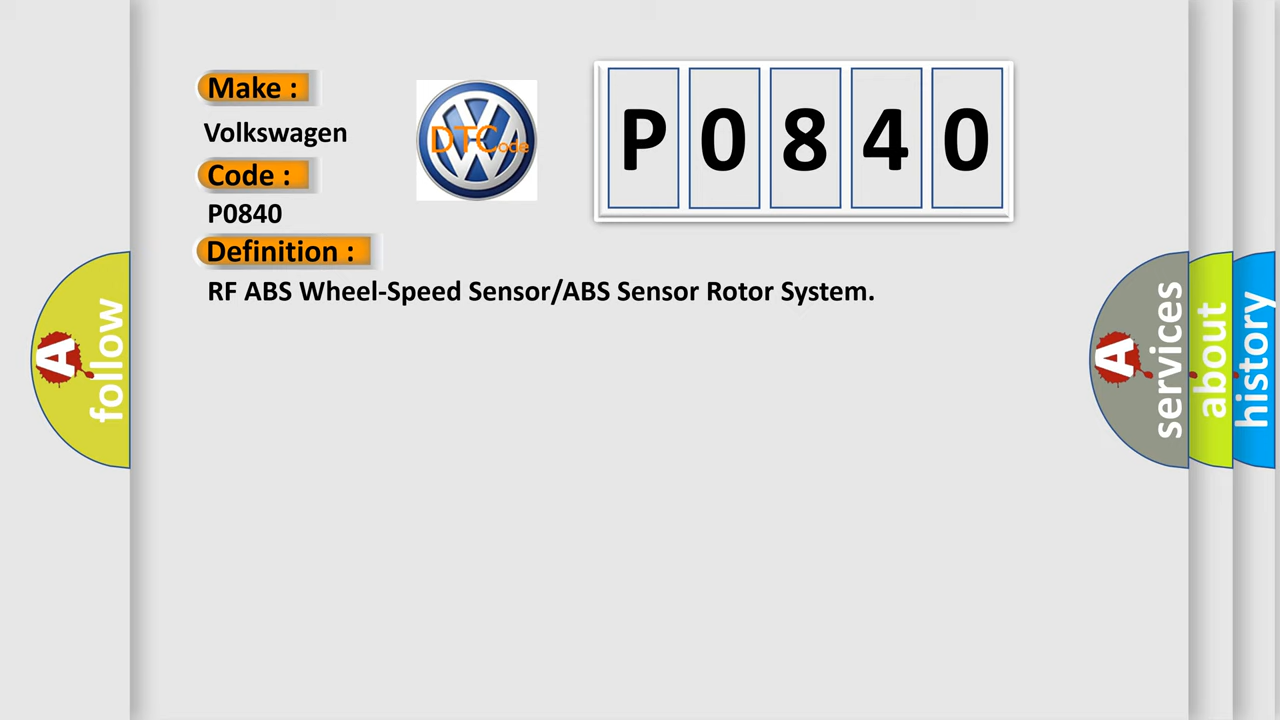 Make :
Volkswagen
Code :
P0840
Definition :
RF ABS Wheel-Speed Sensor/ABS Sensor Rotor System.
DTCode
P0840
A follow
A services
about
history